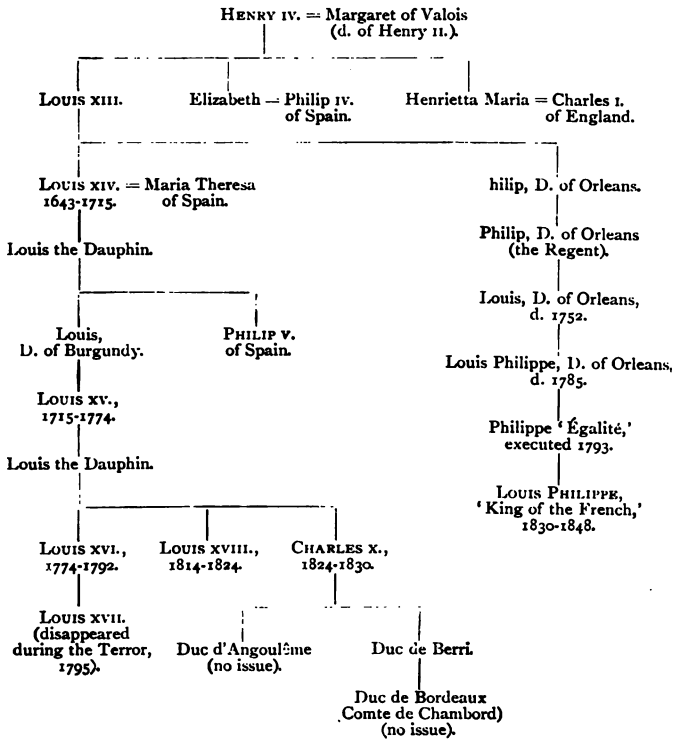 HENRY IV. = Margaret of Valois
(d. of Henry II.).
LOUIS XIII.
Elizabeth = Philip IV.
of Spain.
Henrietta Maria = Charles I.
of England.
LOUIS XIV. = Maria Theresa
1643-1715. of Spain.
hilip, D. of Orleans.
Louis the Dauphin.
Philip, D. of Orleans
(the Regent).
Louis,
D. of Burgundy.
PHILIP V.
of Spain.
Louis, D. of Orleans,
d. 1752.
LOUIS XV.,
1715-1774.
Louis Philippe, D. of Orleans,
d. 1785.
Louis the Dauphin.
Philippe ‘Égalité,’
executed 1793.
LOUIS PHILIPPE,
‘King of the French,’
1830-1848.
LOUIS XVI.,
1774-1792.
LOUIS XVIII.,
1814-1824.
CHARLES X.,
1824-1830.
LOUIS XVII.
(disappeared
during the Terror,
1795).
Duc d'Angoulême
(no issue).
Duc de Berri.
Duc de Bordeaux
Comte de Chambord)
(no issue).